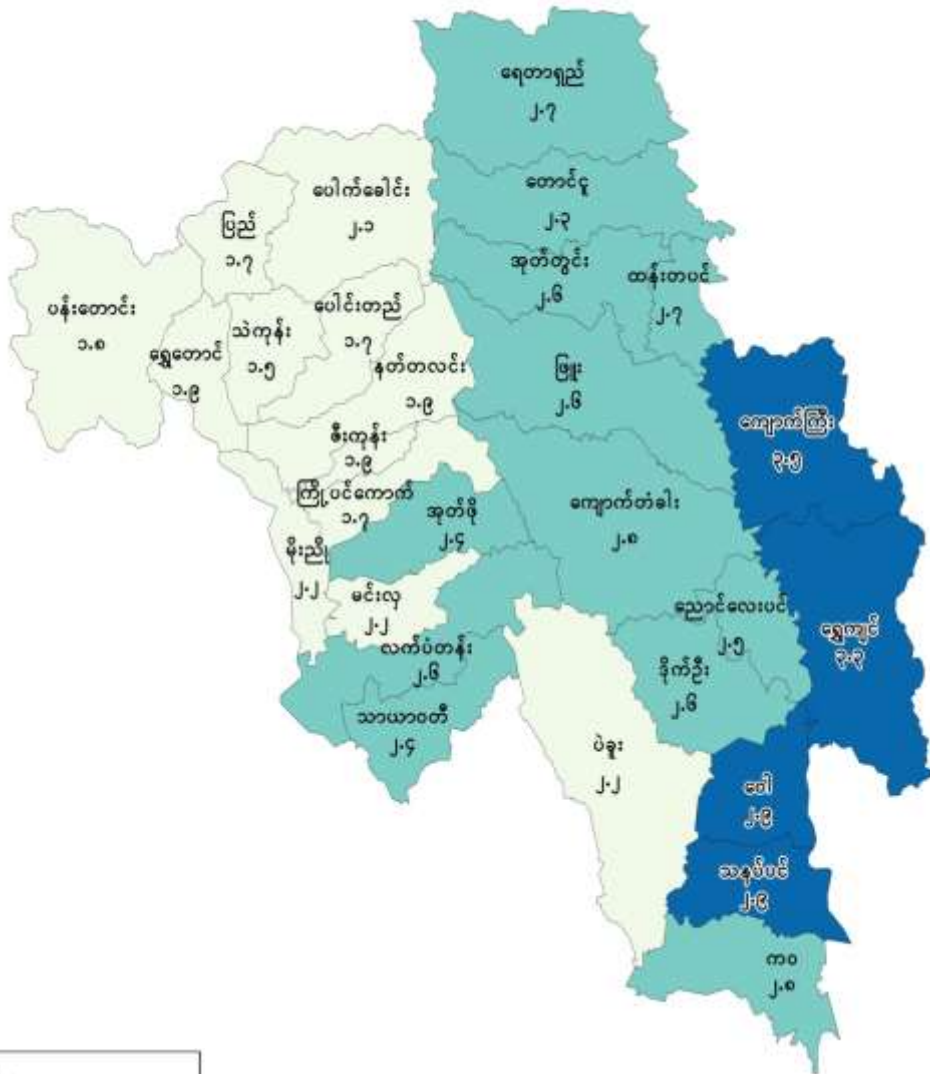 ရေတာရှည်
၂.၇
တောင်ငူ
၂.၃
ပေါက်ခေါင်း
၂.၁
ပြည်
၁.၇
အုတ်တွင်း
၂.၆
ထန်းတပင်
၂.၇
ပန်းတောင်း
၁.၈
ပေါင်းတည်
၁.၇
သဲကုန်း
၁.၅
ရွှေတောင်
၁.၉
နတ်တလင်း
၁.၉
ဖြူး
၂.၆
ကျောက်ကြီး
၃.၅
ဇီးကုန်း
၁.၉
ကြို့ပင်ကောက်
၁.၇
အုတ်ဖို
၂.၄
ကျောက်တံခါး
၂.၈
မိုးညို
၂.၂
မင်းလှ
၂.၂
ညောင်လေးပင်
၂.၅
ရွှေကျင်
၃.၃
လက်ပံတန်း
၂.၆
ဒိုက်ဦး
၂.၆
သာယာဝတီ
၂.၄
ပဲခူး
၂.၂
ဝေါ
၂.၉
သနပ်ပင်
၂.၉
ကဝ
၂.၈